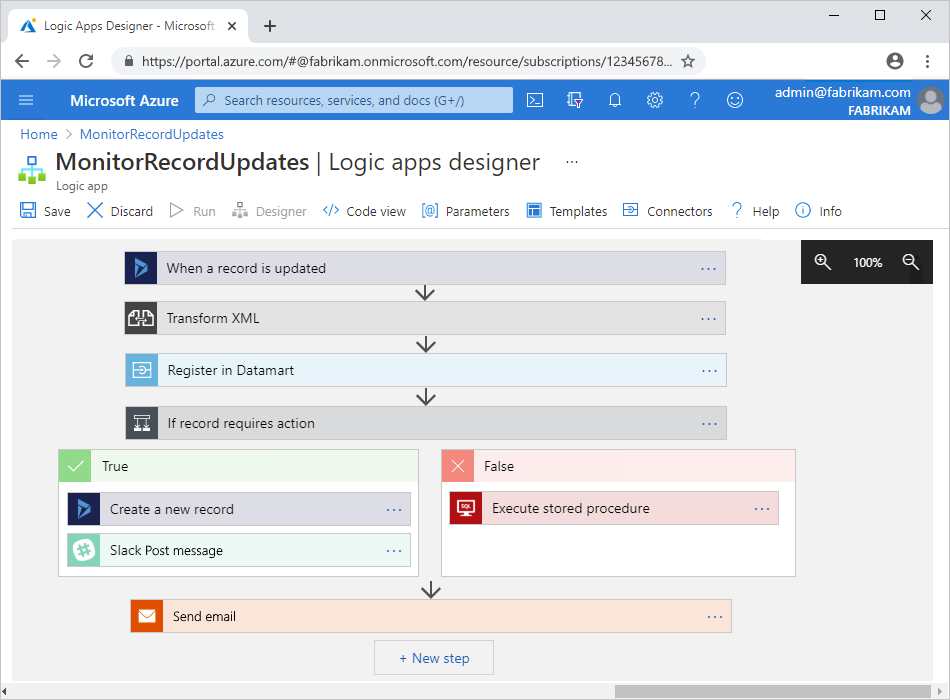 Logic Apps Designer - Microsoft
https://portal.azure.com/#@fabrikam.onmicrosoft.com/resource/subscriptions/12345678...
Microsoft Azure
Search resources, services, and docs (G+/)
admin@fabrikam.com
FABRIKAM
Home > MonitorRecordUpdates
MonitorRecordUpdates | Logic apps designer ...
Logic app
Save Discard Run Designer Code view Parameters Templates Connectors Help Info
When a record is updated
100%
Transform XML
Register in Datamart
If record requires action
True
False
Create a new record
Execute stored procedure
SQL
Slack Post message
Send email
+ New step